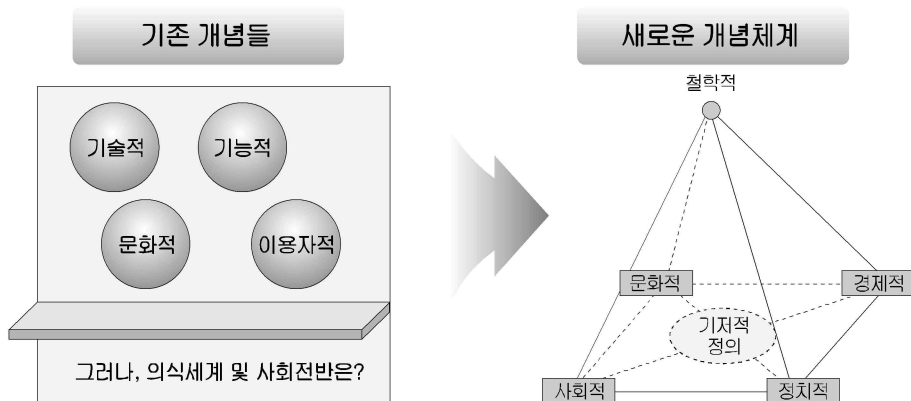 기존 개념들
기술적
기능적
문화적
이용자적
그러나, 의식세계 및 사회전반은?
새로운 개념체계
철학적
문화적
경제적
기저적
정의
사회적
정치적